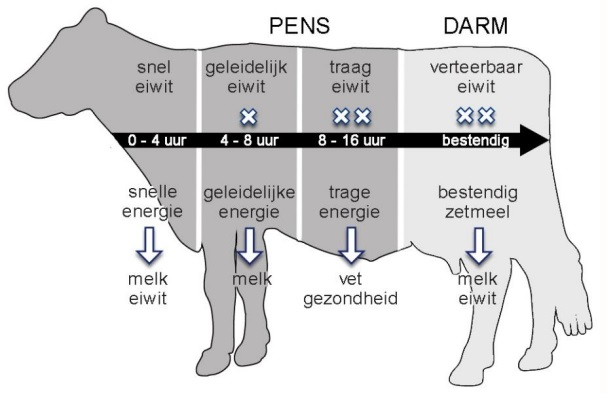 PENS DARM
snel geleidelijk traag verteerbaar
eiwit eiwit eiwit eiwit
0 - 4 uur 4 - 8 uur 8 - 16 uur bestendig
snelle geleidelijke trage bestendig
energie energie energie zetmeel
melk melk vet melk
eiwit gezondheid eiwit